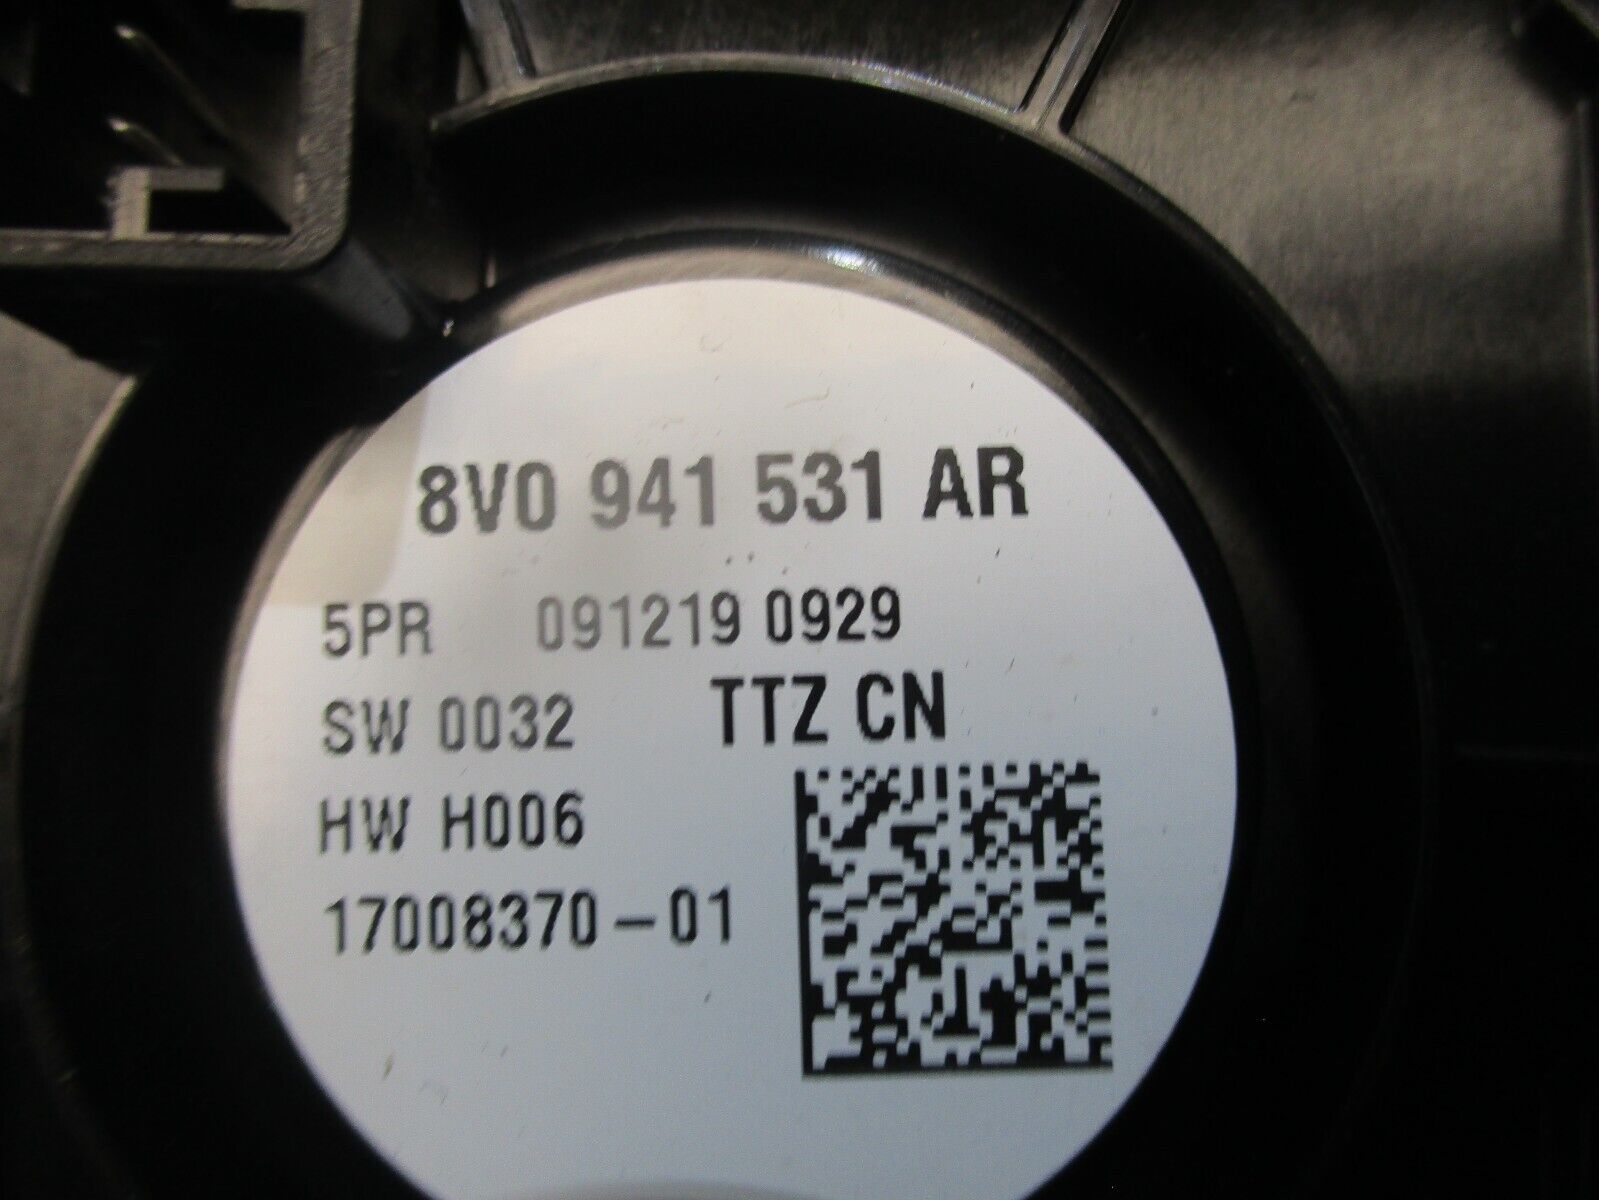 8V0 941 531 AR
5PR 091219 0929
SW 0032 TTZ CN
HW H006
17008370-01